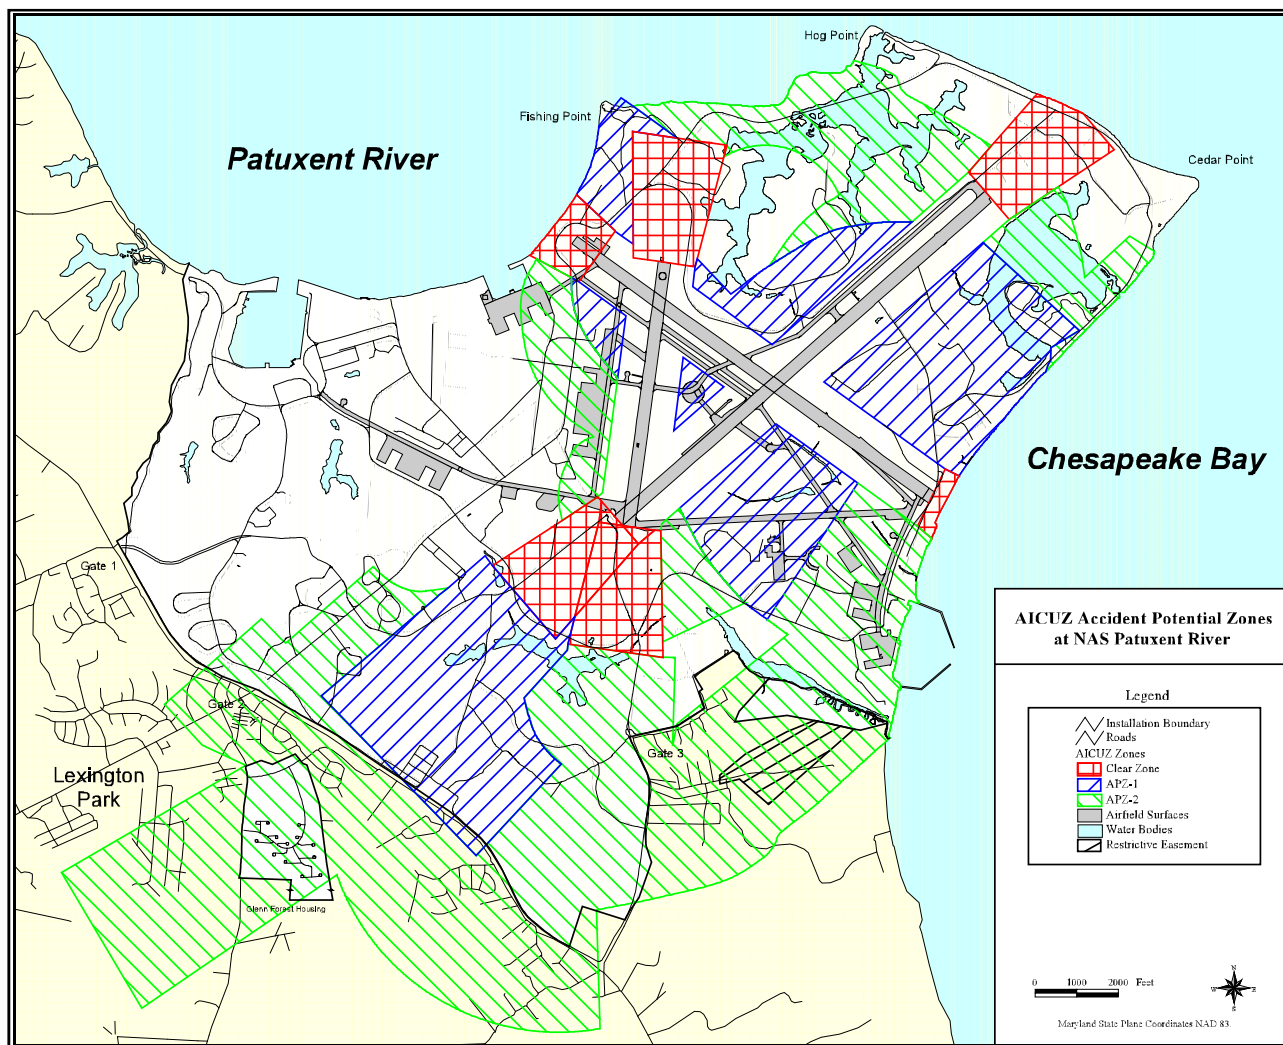 Hog Point
Fishing Point
Patuxent River
Cedar Point
Chesapeake Bay
Gate 1
Gate 2
Gate 3
Lexington
Park
Glenn Forest Housing
AICUZ Accident Potential Zones
at NAS Patuxent River
Legend
Installation Boundary
Roads
AICUZ Zones
Clear Zone
APZ-1
APZ-2
Airfield Surfaces
Water Bodies
Restrictive Easement
0 1000 2000 Feet
N
W E
S
Maryland State Plane Coordinates NAD 83.